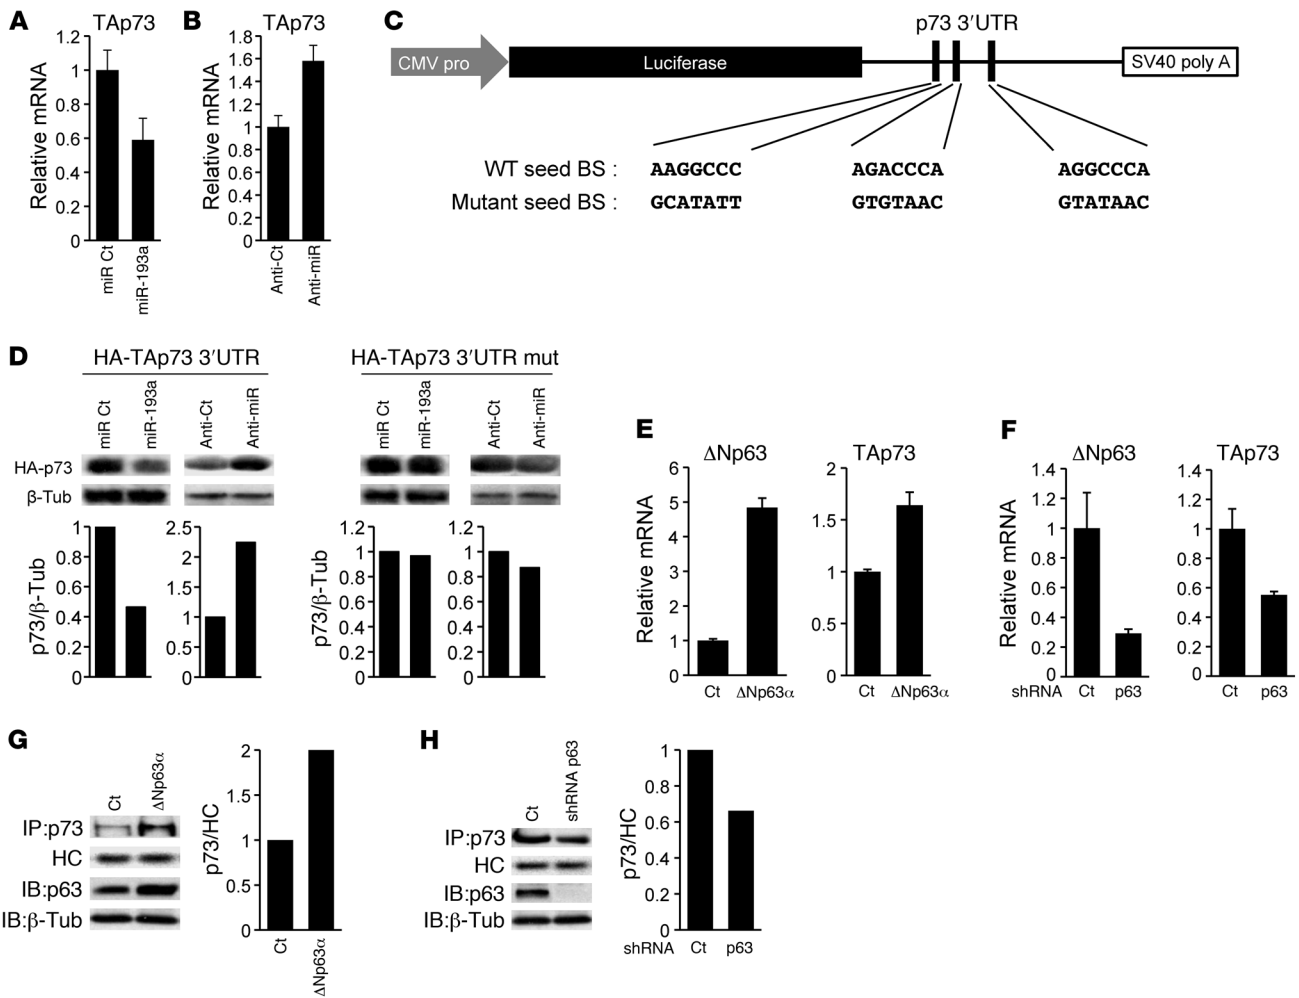 A
TAp73
Relative mRNA
1.2
1
0.8
0.6
0.4
0.2
0
miR Ct
miR-193a
B
TAp73
Relative mRNA
1.8
1.6
1.4
1.2
1
0.8
0.6
0.4
0.2
0
Anti-Ct
Anti-miR
C
p73 3′UTR
CMV pro
Luciferase
SV40 poly A
WT seed BS : AAGGCCC AGACCCA AGGCCCA
Mutant seed BS : GCATATT GTGTAAC GTATAAC
D
HA-TAp73 3′UTR
miR Ct
miR-193a
Anti-Ct
Anti-miR
HA-TAp73 3′UTR mut
miR Ct
miR-193a
Anti-Ct
Anti-miR
HA-p73
β-Tub
p73/β-Tub
1
0.8
0.6
0.4
0.2
0
2.5
2
1.5
1
0.5
0
p73/β-Tub
1.2
1
0.8
0.6
0.4
0.2
0
1.2
1
0.8
0.6
0.4
0.2
0
E
ΔNp63
Relative mRNA
6
5
4
3
2
1
0
Ct
ΔNp63α
TAp73
2
1.5
1
0.5
0
Ct
ΔNp63α
F
ΔNp63
Relative mRNA
1.4
1.2
1
0.8
0.6
0.4
0.2
0
shRNA Ct p63
TAp73
1.4
1.2
1
0.8
0.6
0.4
0.2
0
Ct p63
G
Ct
ΔNp63α
IP:p73
HC
IB:p63
IB:β-Tub
p73/HC
2
1.5
1
0.5
0
Ct
ΔNp63α
H
Ct
shRNA p63
IP:p73
HC
IB:p63
IB:β-Tub
p73/HC
1
0.8
0.6
0.4
0.2
0
shRNA Ct p63